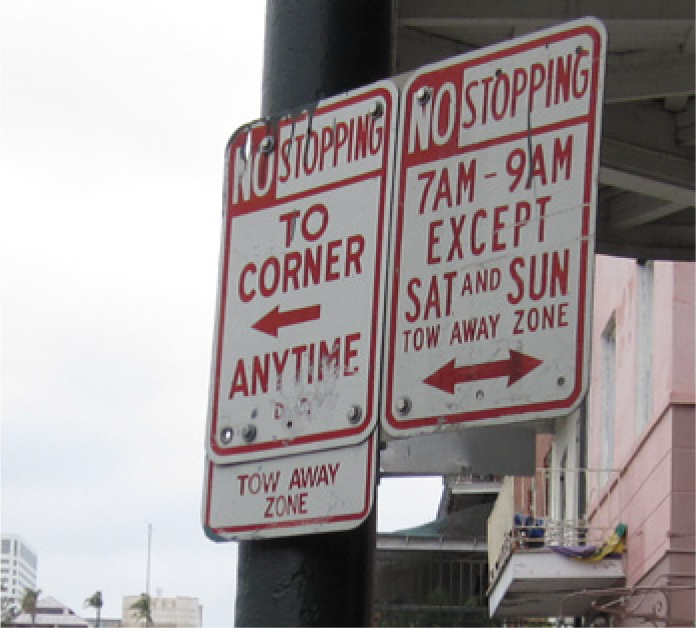 NO STOPPING
TO
CORNER
ANYTIME
TOW AWAY
ZONE
NO STOPPING
7AM - 9AM
EXCEPT
SAT AND SUN
TOW AWAY ZONE